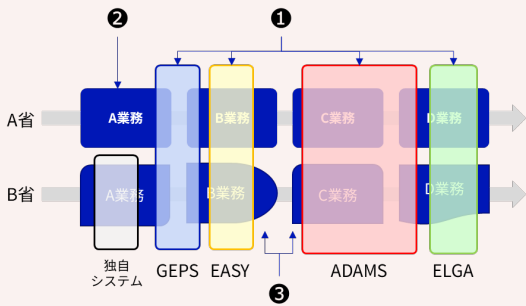 ❷
❶
A省
A業務
B業務
C業務
D業務
B省
A業務
B業務
C業務
D業務
独自
システム
GEPS
EASY
ADAMS
ELGA
❸